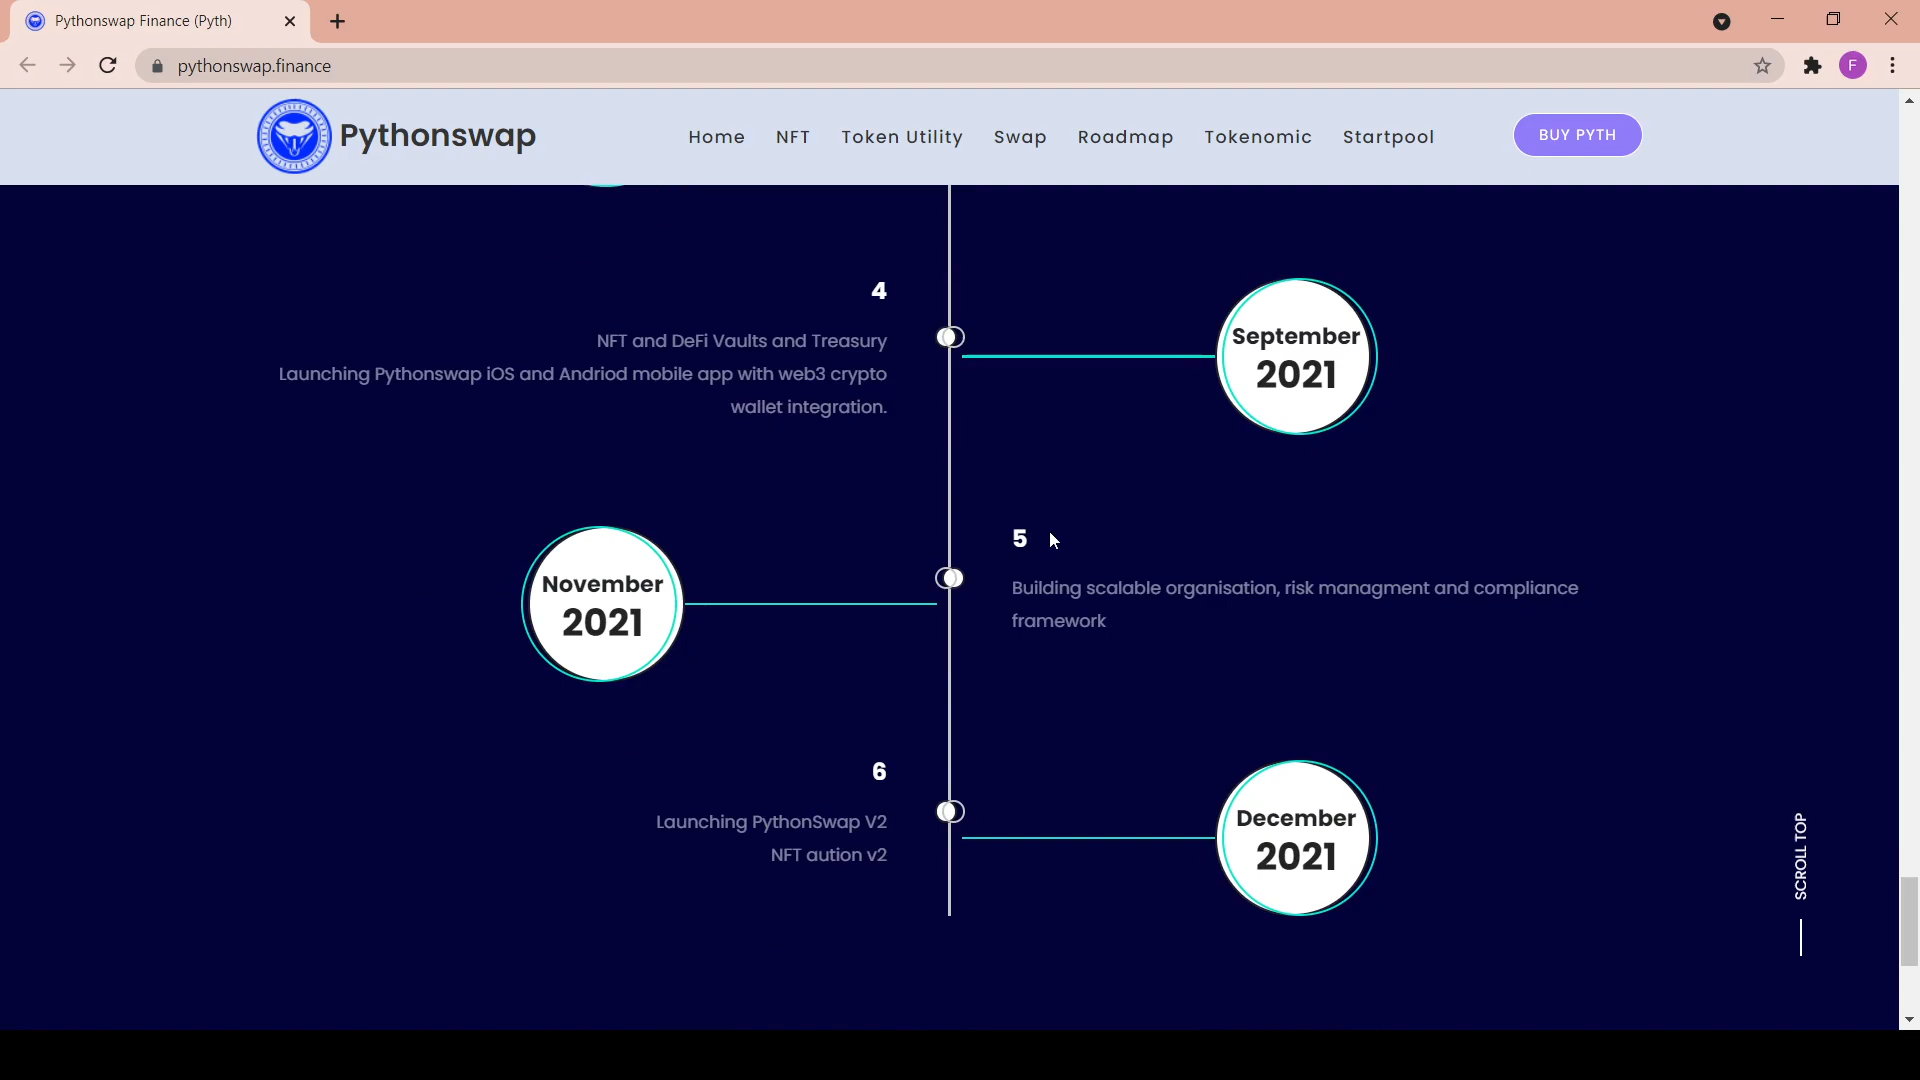 Pythonswap Finance (Pyth)
pythonswap.finance
F
Pythonswap
Home NFT Token Utility Swap Roadmap Tokenomic Startpool
BUY PYTH
4
NFT and DeFi Vaults and Treasury
Launching Pythonswap iOS and Andriod mobile app with web3 crypto
wallet integration.
September
2021
November
2021
5
Building scalable organisation, risk managment and compliance
framework
6
Launching PythonSwap V2
NFT aution v2
December
2021
SCROLL TOP